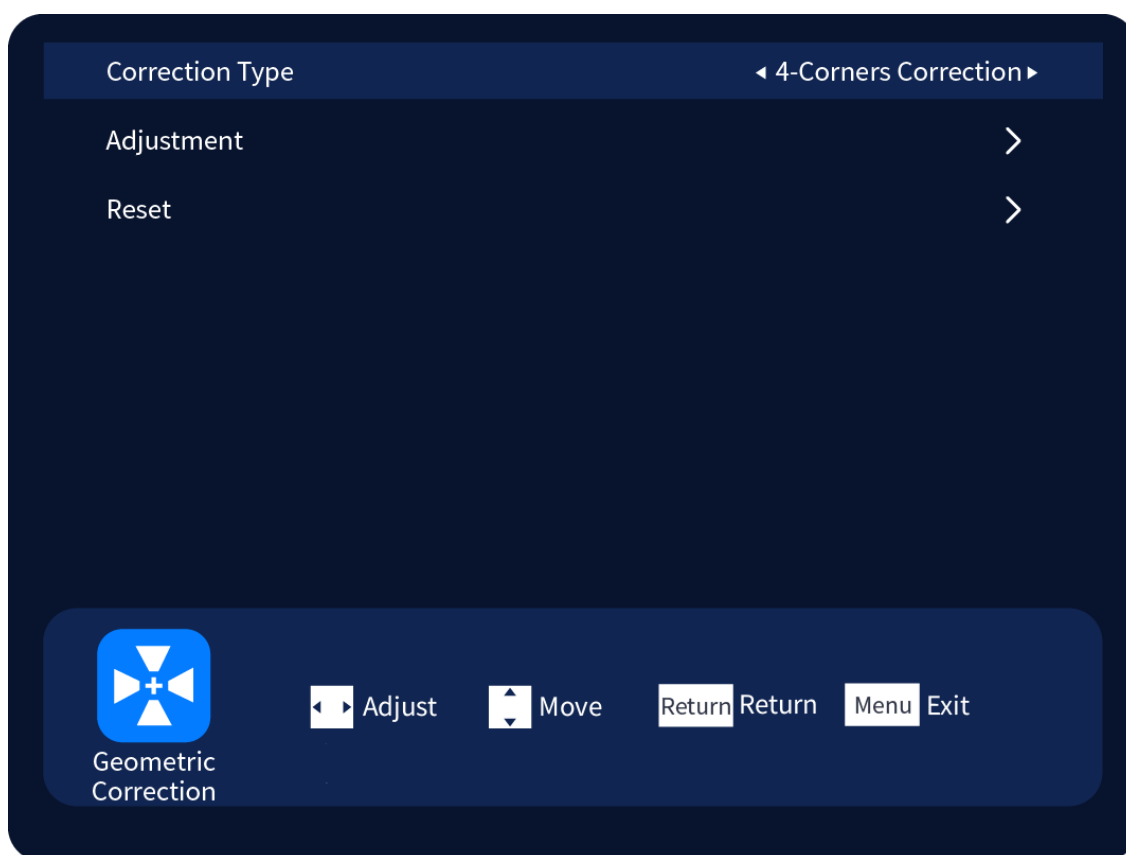 Correction Type 4-Corners Correction
Adjustment
Reset
Adjust Move Return Return Menu Exit
Geometric
Correction